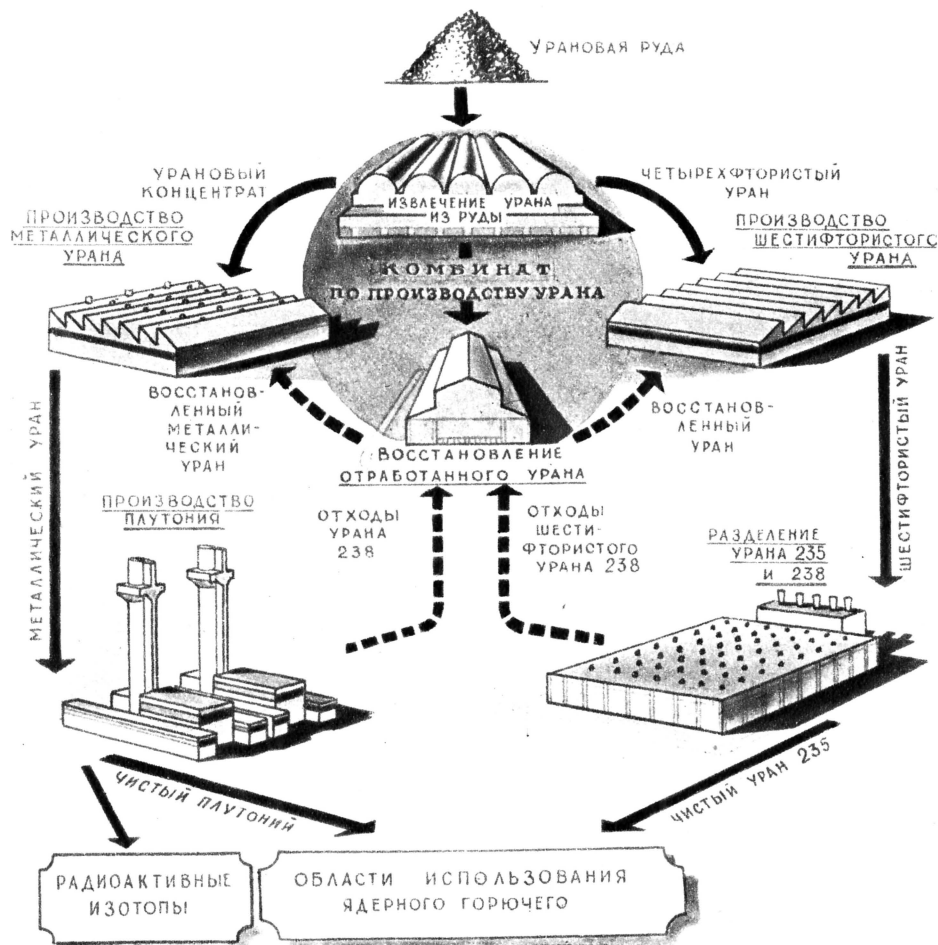 УРАНОВАЯ РУДА
УРАНОВЫЙ
КОНЦЕНТРАТ
ЧЕТЫРЕХФТОРИСТЫЙ
УРАН
ИЗВЛЕЧЕНИЕ УРАНА
ИЗ РУДЫ
ПРОИЗВОДСТВО
МЕТАЛЛИЧЕСКОГО
УРАНА
ПРОИЗВОДСТВО
ШЕСТИФТОРИСТОГО
УРАНА
КОМБИНАТ
ПО ПРОИЗВОДСТВУ УРАНА
ВОССТАНОВ-
ЛЕННЫЙ
МЕТАЛЛИ-
ЧЕСКИЙ
УРАН
ВОССТАНОВ-
ЛЕННЫЙ
УРАН
МЕТАЛЛИЧЕСКИЙ УРАН
ШЕСТИФТОРИСТЫЙ УРАН
ВОССТАНОВЛЕНИЕ
ОТРАБОТАННОГО УРАНА
ПРОИЗВОДСТВО
ПЛУТОНИЯ
ОТХОДЫ
УРАНА
238
ОТХОДЫ
ШЕСТИ-
ФТОРИСТОГО
УРАНА 238
РАЗДЕЛЕНИЕ
УРАНА 235
И 238
ЧИСТЫЙ ПЛУТОНИЙ
ЧИСТЫЙ УРАН 235
РАДИОАКТИВНЫЕ
ИЗОТОПЫ
ОБЛАСТИ ИСПОЛЬЗОВАНИЯ
ЯДЕРНОГО ГОРЮЧЕГО